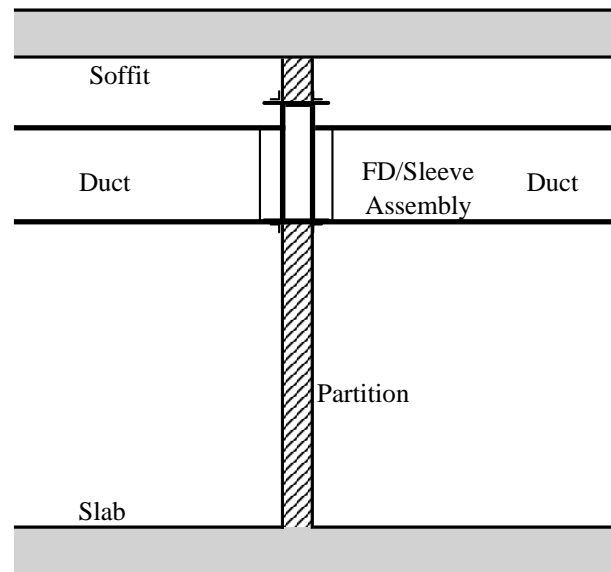 Soffit
Duct
FD/Sleeve
Assembly
Duct
Partition
Slab